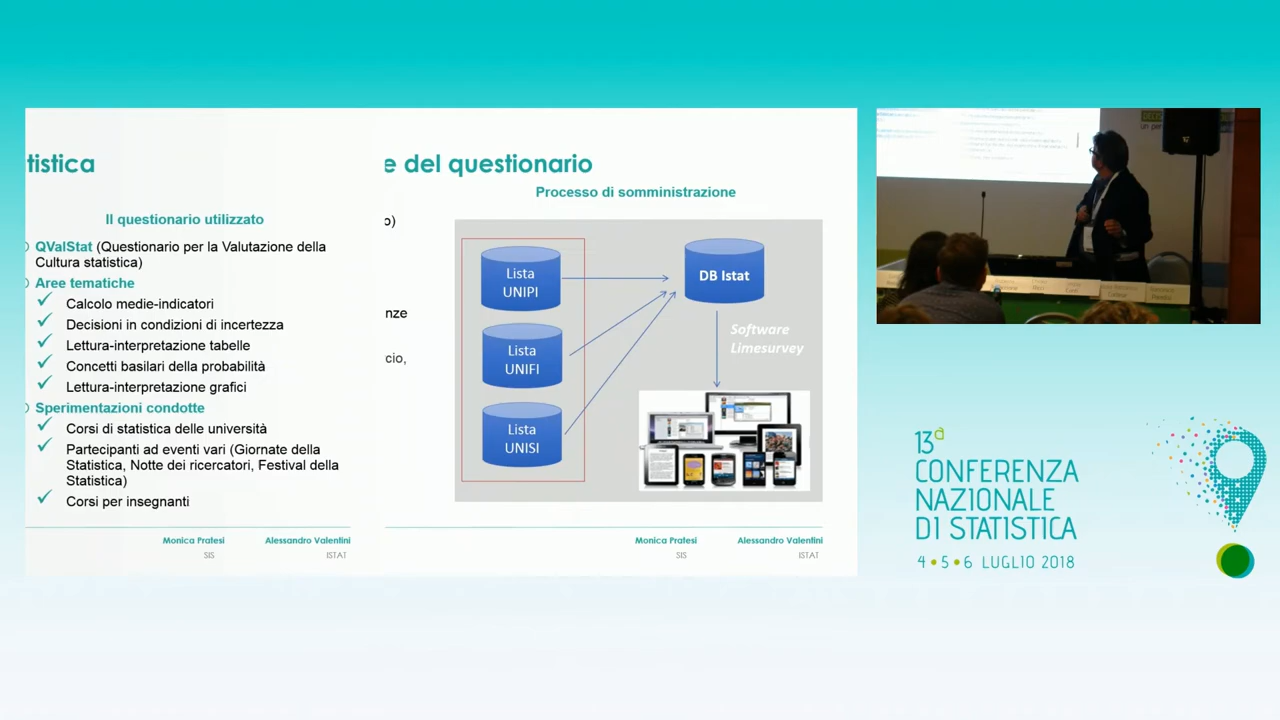 tistica
Il questionario utilizzato
QValStat (Questionario per la Valutazione della
Cultura statistica)
Aree tematiche
Calcolo medie-indicatori
Decisioni in condizioni di incertezza
Lettura-interpretazione tabelle
Concetti basilari della probabilità
Lettura-interpretazione grafici
Sperimentazioni condotte
Corsi di statistica delle università
Partecipanti ad eventi vari (Giornate della
Statistica, Notte dei ricercatori, Festival della
Statistica)
Corsi per insegnanti
Monica Pratesi
Alessandro Valentini
SIS
ISTAT
e del questionario
Processo di somministrazione
o)
nze
cio,
Lista
UNIPI
Lista
UNIFI
Lista
UNISI
DB Istat
Software
Limesurvey
Monica Pratesi
Alessandro Valentini
SIS
ISTAT
13a
CONFERENZA
NAZIONALE
DI STATISTICA
4 • 5 • 6 LUGLIO 2018